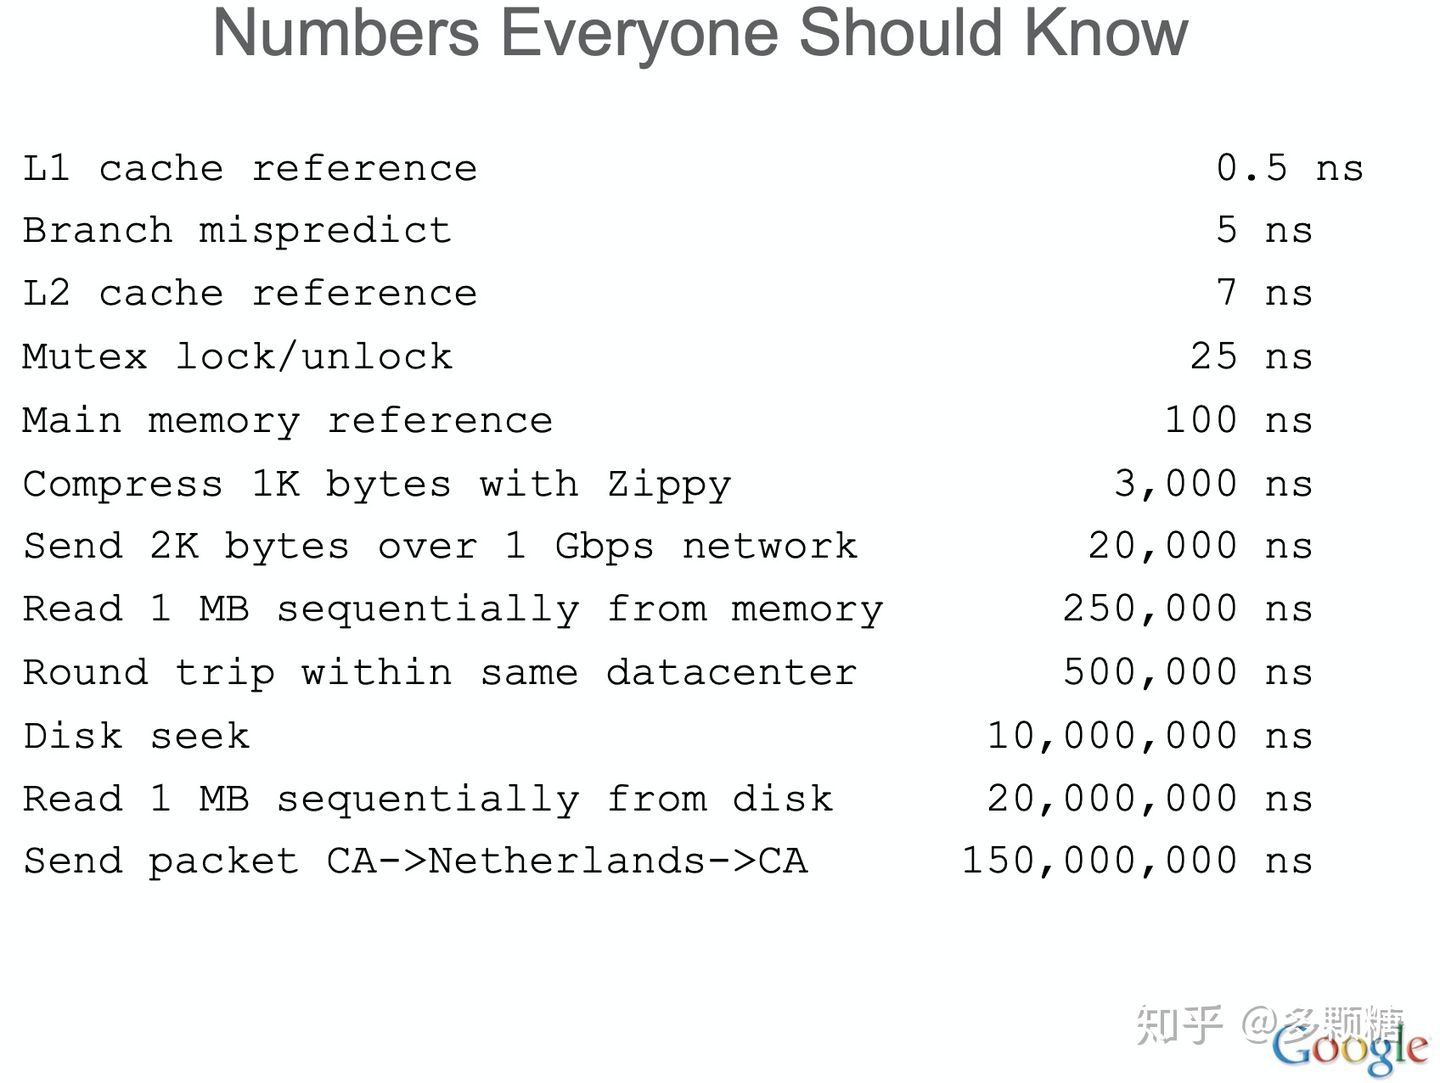 Numbers Everyone Should Know
L1 cache reference 0.5 ns
Branch mispredict 5 ns
L2 cache reference 7 ns
Mutex lock/unlock 25 ns
Main memory reference 100 ns
Compress 1K bytes with Zippy 3,000 ns
Send 2K bytes over 1 Gbps network 20,000 ns
Read 1 MB sequentially from memory 250,000 ns
Round trip within same datacenter 500,000 ns
Disk seek 10,000,000 ns
Read 1 MB sequentially from disk 20,000,000 ns
Send packet CA->Netherlands->CA 150,000,000 ns
知乎 @多颗糖
Google